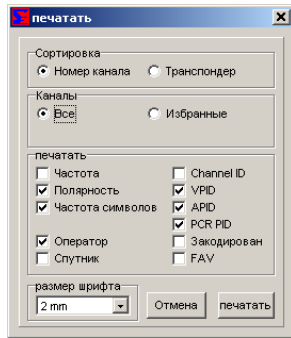 печатать
Сортировка
Номер канала Транспондер
Каналы
Все Избранные
печатать
Частота Channel ID
Полярность VPID
Частота символов APID
PCR PID
Оператор Закодирован
Спутник FAV
размер шрифта
2 mm Отмена печатать